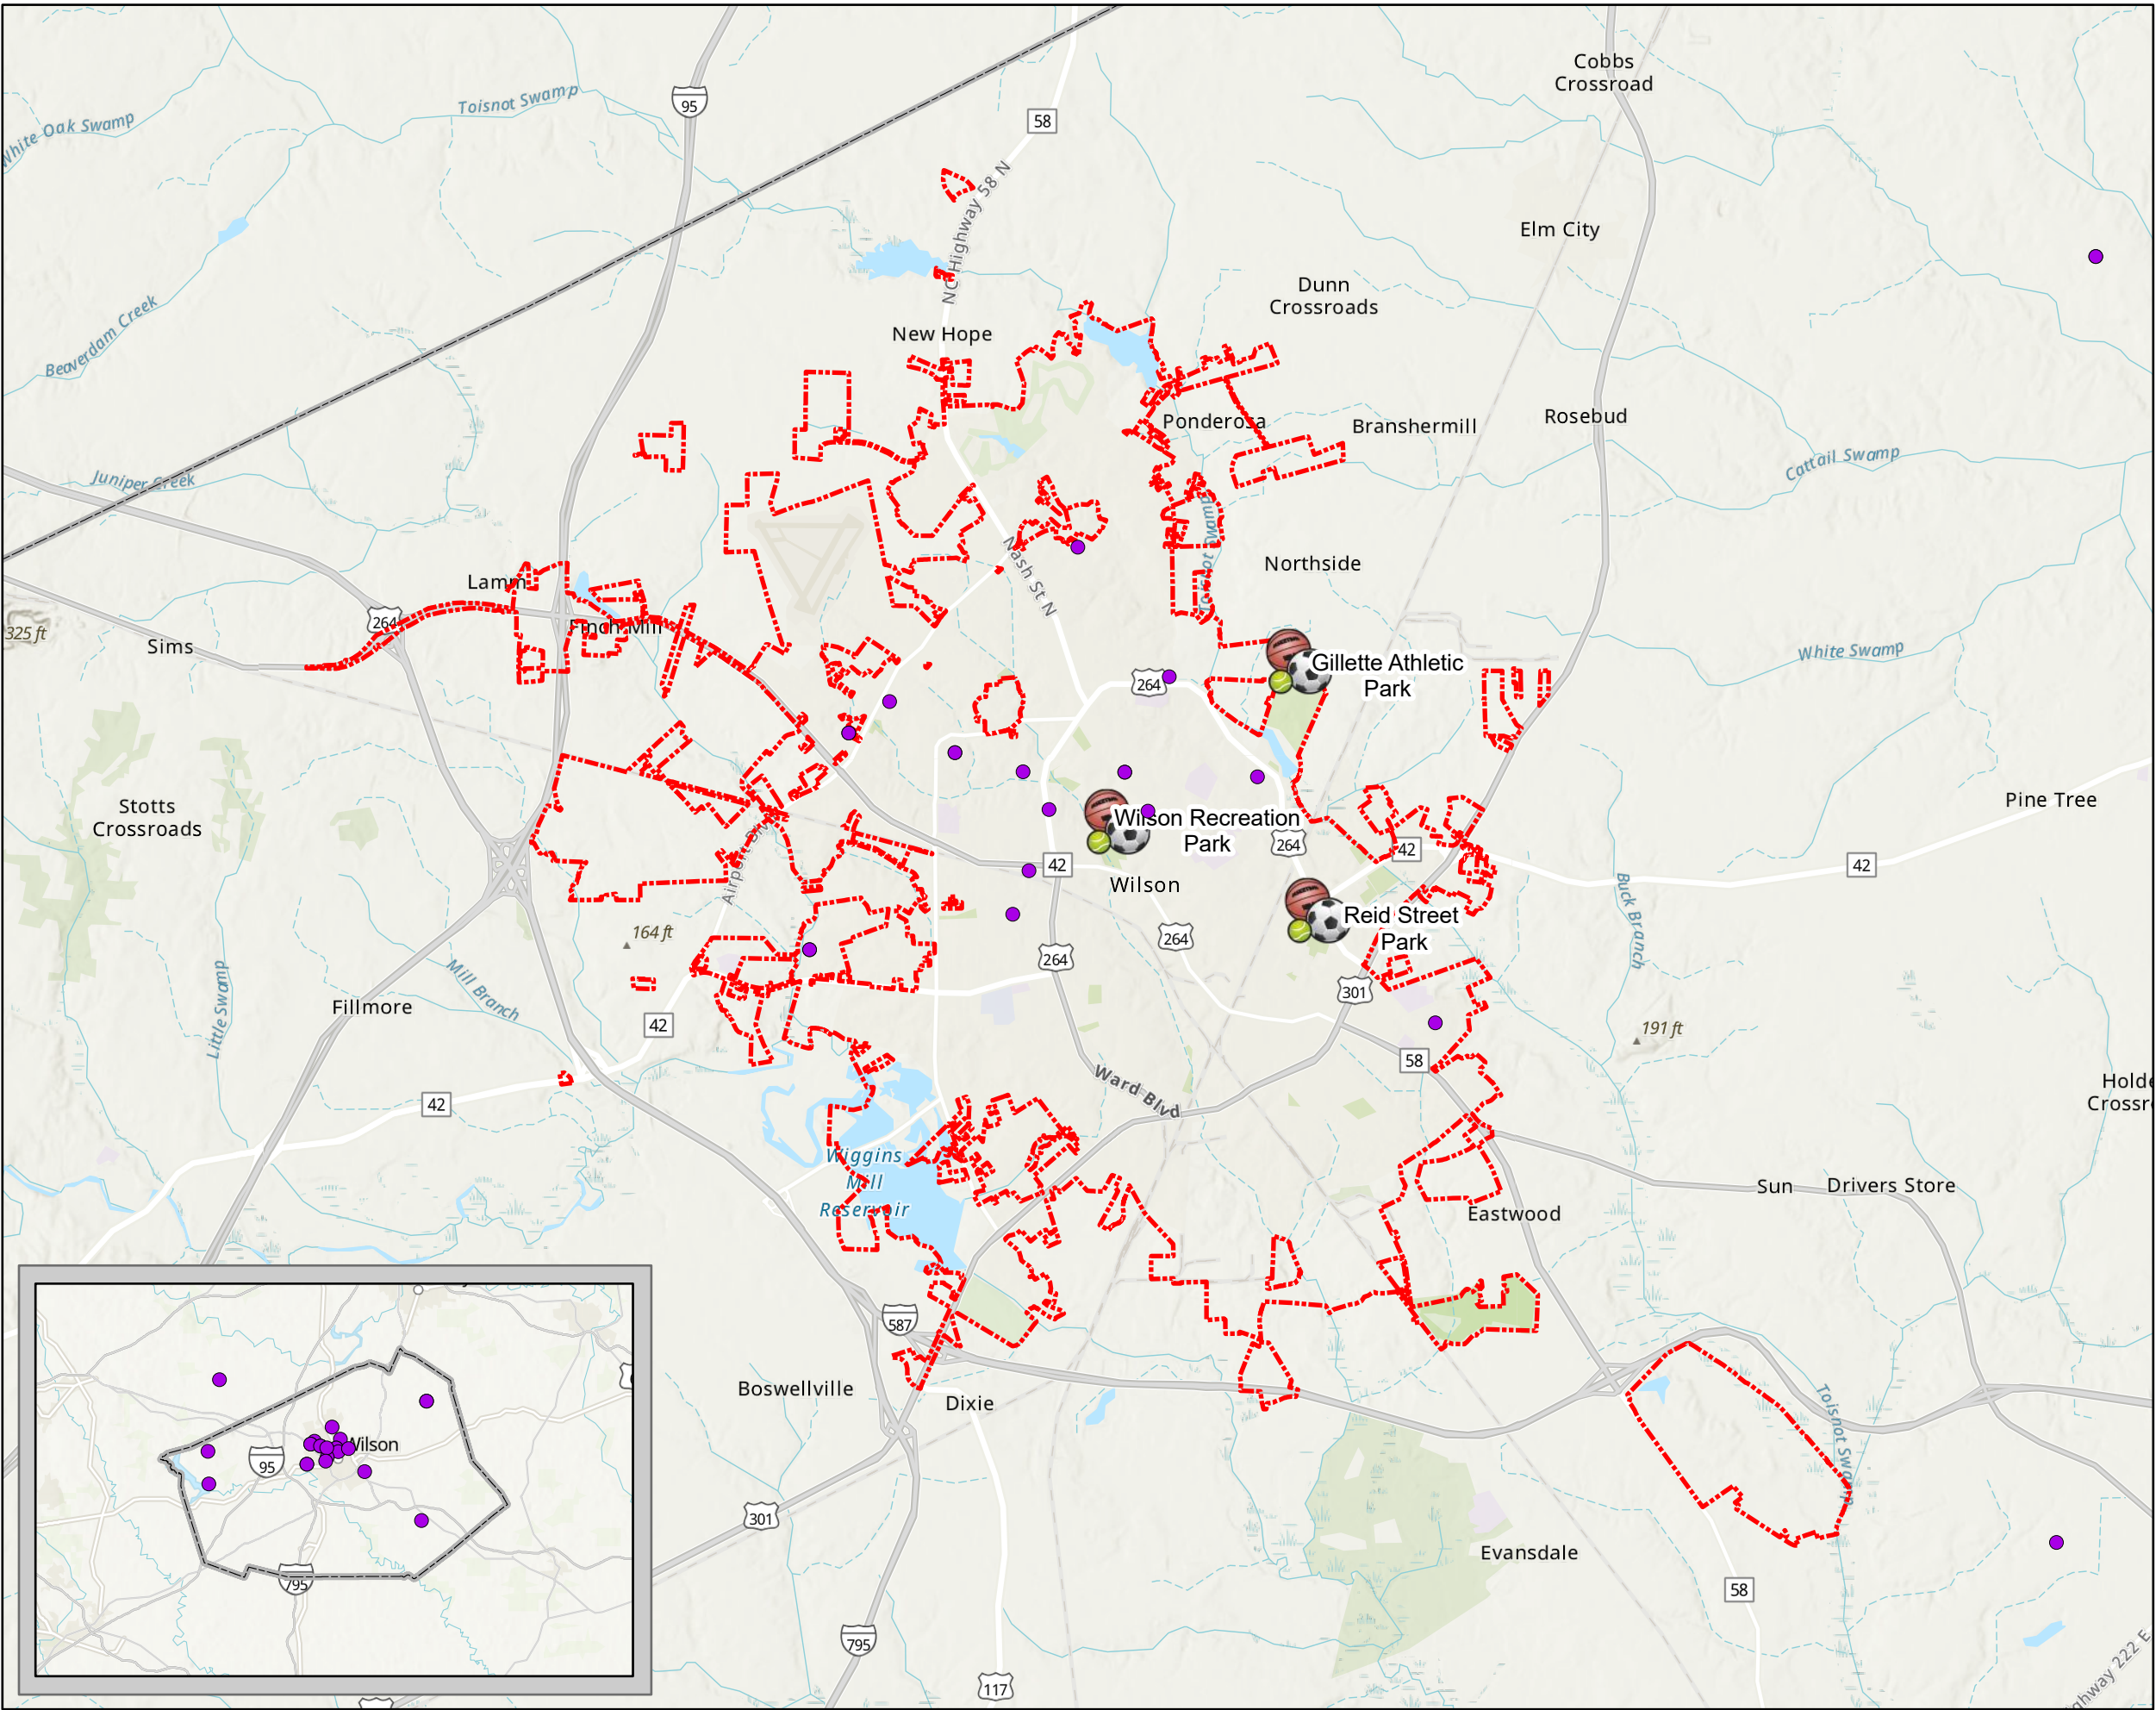 Cobbs
Crossroad
Toisnot Swamp
95
White Oak Swamp
58
NC Highway 58 N
Elm City
Dunn
Crossroads
Beaverdam Creek
New Hope
Ponderosa
Branshermill
Rosebud
Juniper Creek
Cattail Swamp
Toisnot Swamp
Nash St N
Northside
Lamm
264
Finch Mill
325 ft
Sims
White Swamp
Gillette Athletic
Park
264
Stotts
Crossroads
Pine Tree
Wilson Recreation
Park
264
42
42
42
Airport Blvd
Wilson
Buck Branch
Reid Street
Park
164 ft
264
264
Mill Branch
Little Swamp
301
Fillmore
42
191 ft
58
42
Ward Blvd
Wiggins
Mill
Reservoir
Sun
Drivers Store
Eastwood
587
Boswellville
Dixie
Toisnot Swamp
Wilson
95
795
301
Evansdale
58
795
117